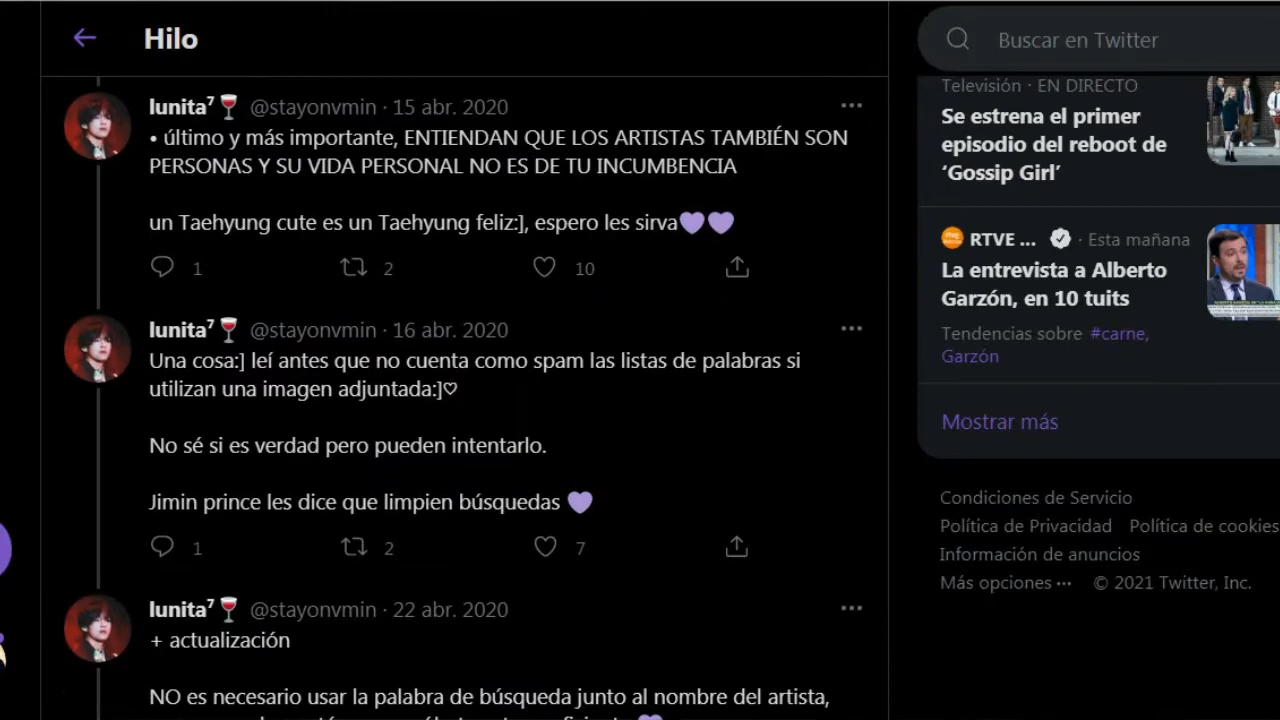 Hilo
lunita⁷🍷 @stayonvmin · 15 abr. 2020
• último y más importante, ENTIENDAN QUE LOS ARTISTAS TAMBIÉN SON
PERSONAS Y SU VIDA PERSONAL NO ES DE TU INCUMBENCIA
un Taehyung cute es un Taehyung feliz:], espero les sirva💜💜
1 2 10
lunita⁷🍷 @stayonvmin · 16 abr. 2020
Una cosa:] leí antes que no cuenta como spam las listas de palabras si
utilizan una imagen adjuntada:]♡
No sé si es verdad pero pueden intentarlo.
Jimin prince les dice que limpien búsquedas 💜
1 2 7
lunita⁷🍷 @stayonvmin · 22 abr. 2020
+ actualización
NO es necesario usar la palabra de búsqueda junto al nombre del artista,
Buscar en Twitter
Televisión · EN DIRECTO
Se estrena el primer
episodio del reboot de
‘Gossip Girl’
RTVE ... · Esta mañana
La entrevista a Alberto
Garzón, en 10 tuits
Tendencias sobre #carne,
Garzón
Mostrar más
Condiciones de Servicio
Política de Privacidad Política de cookies
Información de anuncios
Más opciones ··· © 2021 Twitter, Inc.